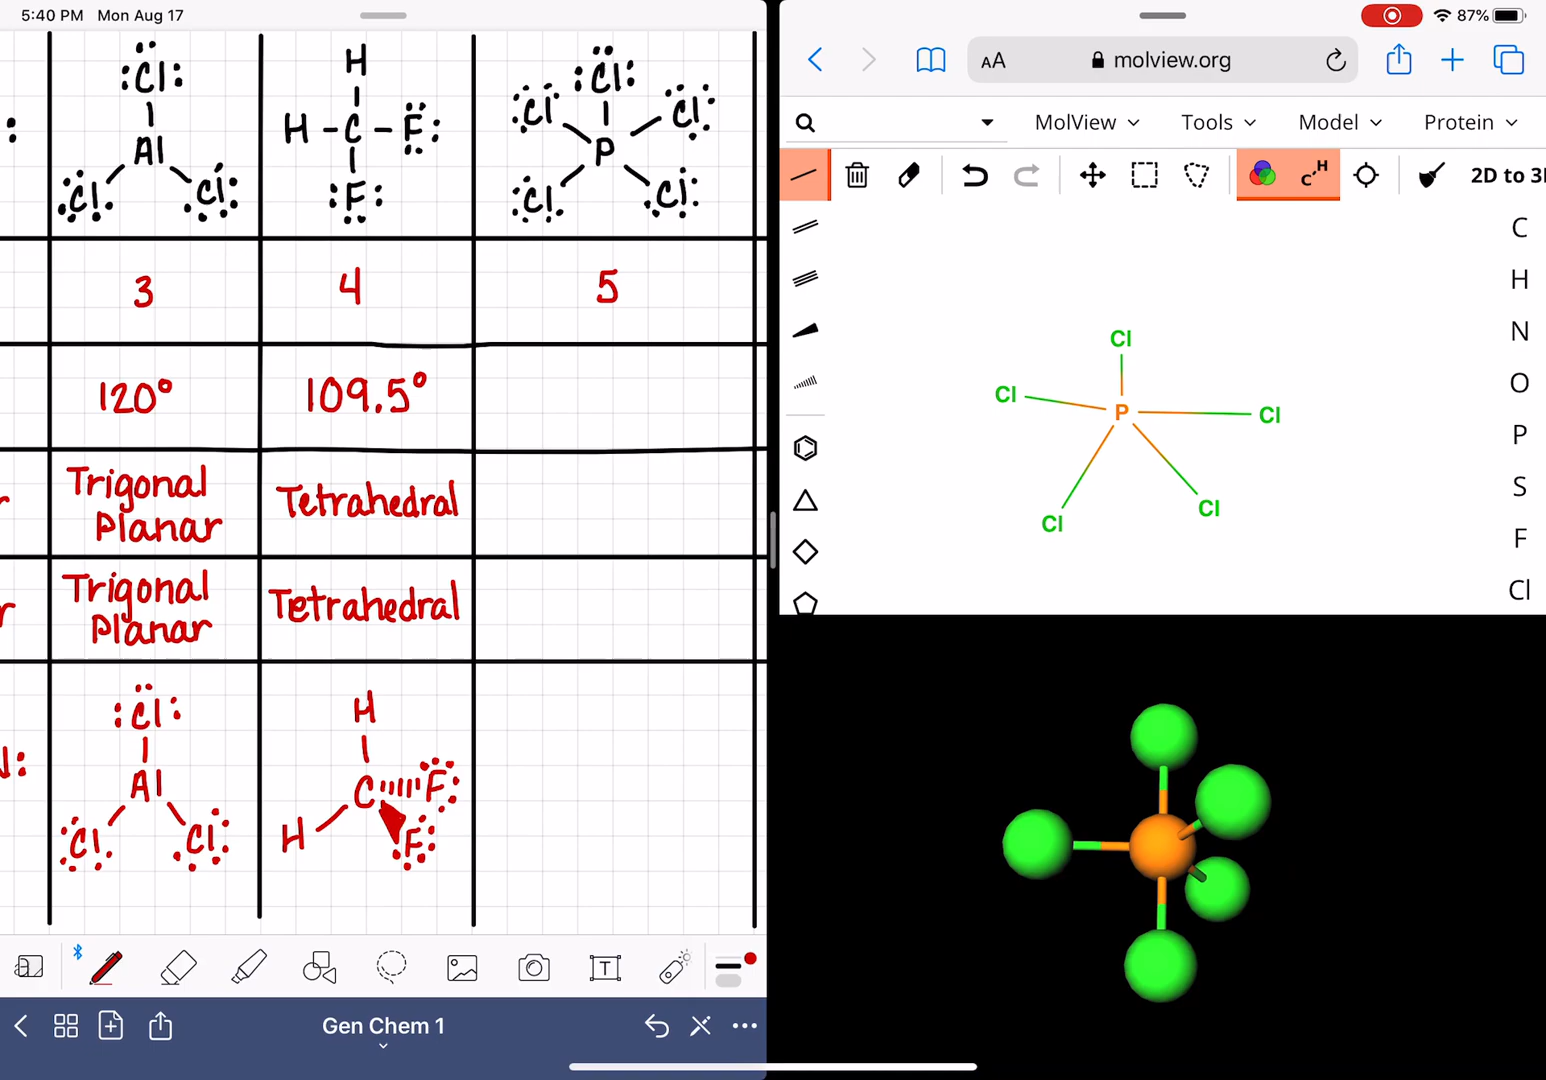 5:40 PM Mon Aug 17
87%
AA molview.org
MolView Tools Model Protein
2D to 3
:Cl:
Al
:Cl: :Cl:
H
H - C - F:
:F:
:Cl:
:Cl :Cl:
P
:Cl: :Cl:
3 4 5
120° 109.5°
Trigonal
Planar
Tetrahedral
Trigonal
Planar
Tetrahedral
:Cl:
Al
:Cl: :Cl:
H
C F:
H F:
C
H
N
O
P
S
F
Cl
C H
Cl
Cl
P
Cl
Cl
Cl
T
Gen Chem 1